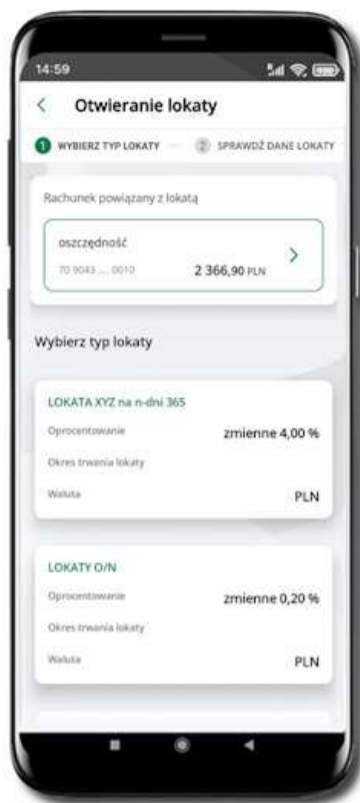 14:59
Otwieranie lokaty
1 WYBIERZ TYP LOKATY 2 SPRAWDŹ DANE LOKATY
Rachunek powiązany z lokatą
oszczędność
70 9043 .... 0010 2 366,90 PLN
Wybierz typ lokaty
LOKATA XYZ na n-dni 365
Oprocentowanie zmienne 4,00 %
Okres trwania lokaty
Waluta PLN
LOKATY O/N
Oprocentowanie zmienne 0,20 %
Okres trwania lokaty
Waluta PLN